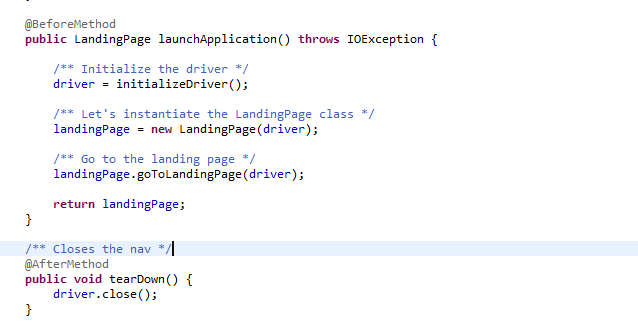 @BeforeMethod
public LandingPage launchApplication() throws IOException {
/** Initialize the driver */
driver = initializeDriver();
/** Let's instantiate the LandingPage class */
landingPage = new LandingPage(driver);
/** Go to the landing page */
landingPage.goToLandingPage(driver);
return landingPage;
}
/** Closes the nav */
@AfterMethod
public void tearDown() {
driver.close();
}